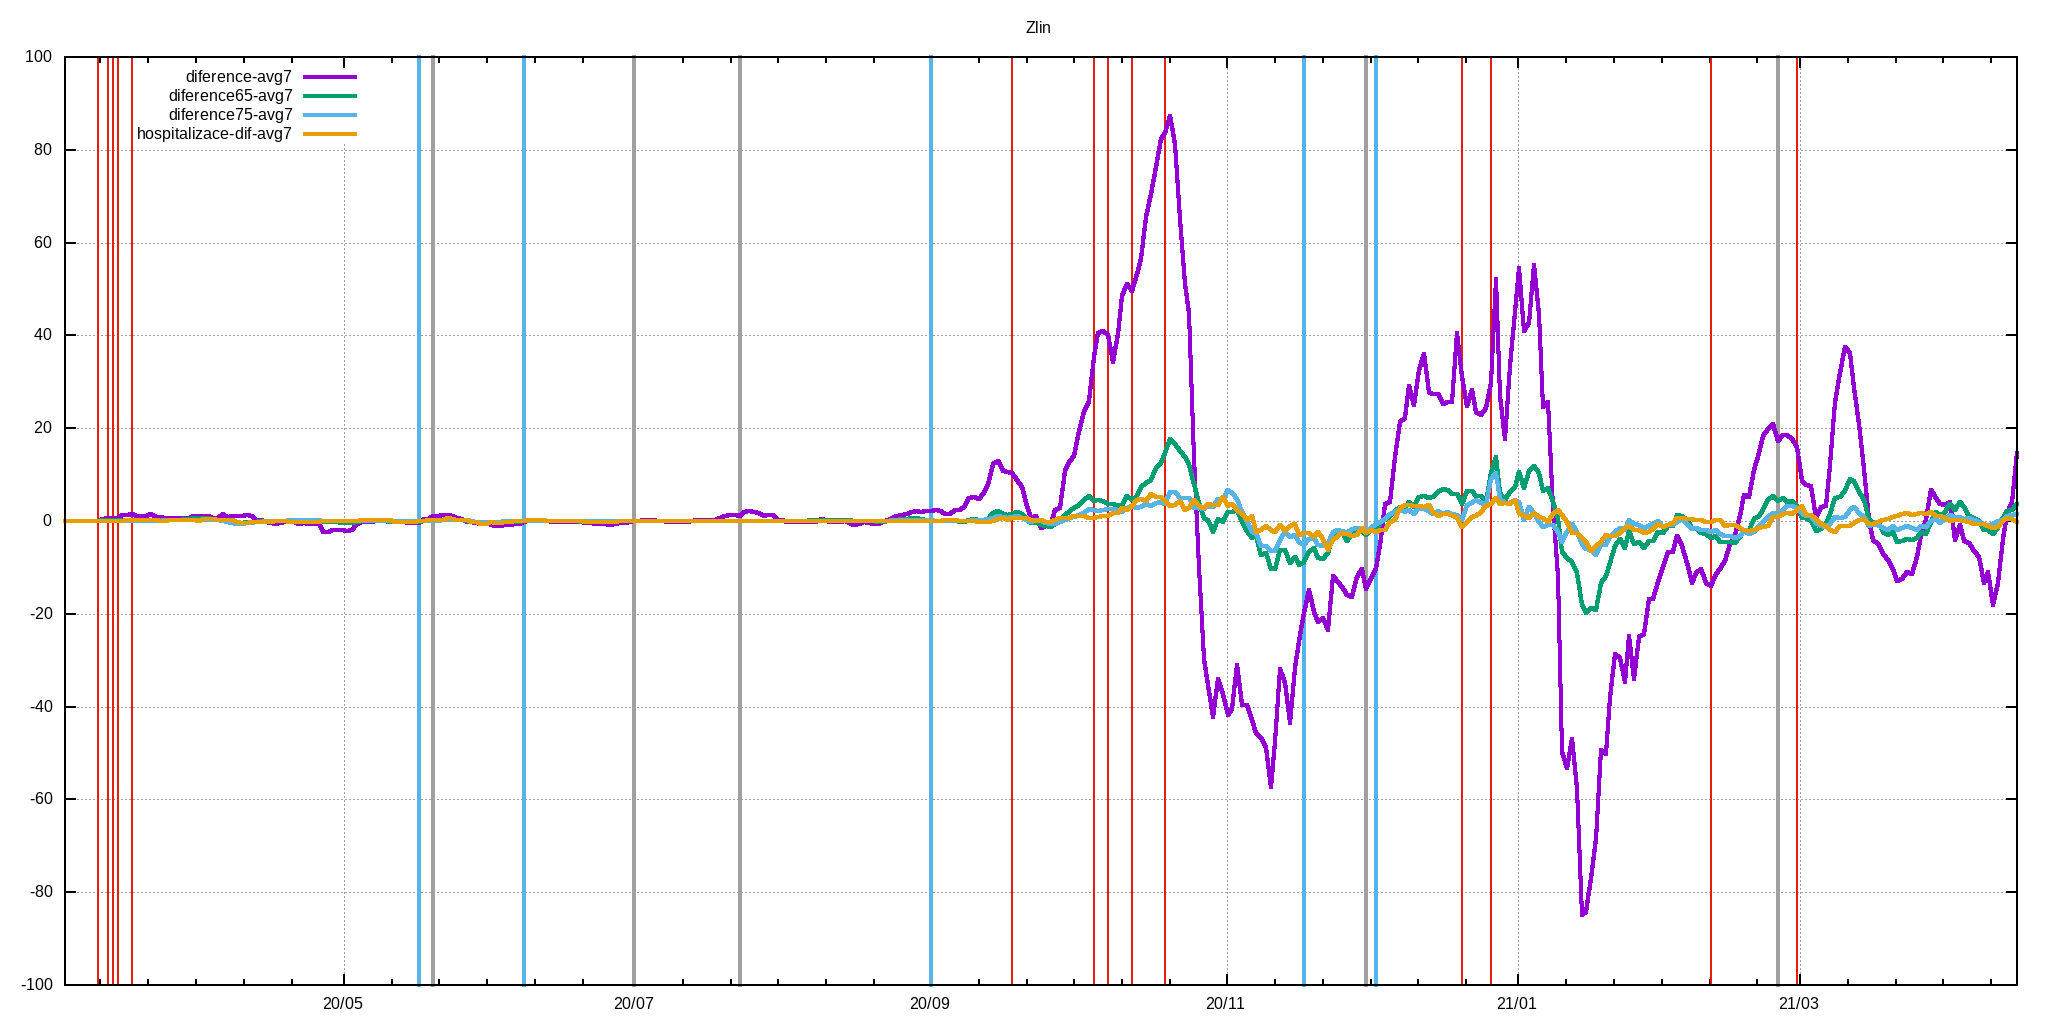 Zlin
100
diference-avg7
diference65-avg7
diference75-avg7
hospitalizace-dif-avg7
80
60
40
20
0
-20
-40
-60
-80
-100
20/05 20/07 20/09 20/11 21/01 21/03